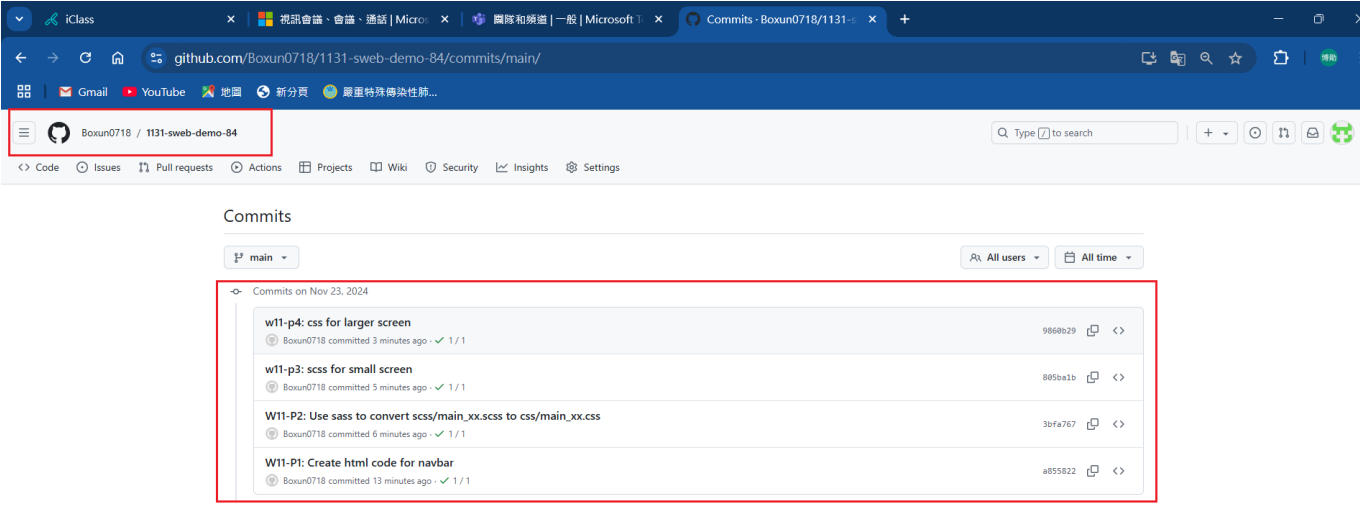 iClass
視訊會議、會議、通話 | Micros
團隊和頻道 | 一般 | Microsoft T
Commits · Boxun0718/1131-s
github.com/Boxun0718/1131-sweb-demo-84/commits/main/
博勛
Gmail
YouTube
地圖
新分頁
嚴重特殊傳染性肺...
Boxun0718 / 1131-sweb-demo-84
Type / to search
Code
Issues
Pull requests
Actions
Projects
Wiki
Security
Insights
Settings
Commits
main
All users
All time
Commits on Nov 23, 2024
w11-p4: css for larger screen
Boxun0718 committed 3 minutes ago · 1 / 1
9860b29
w11-p3: scss for small screen
Boxun0718 committed 5 minutes ago · 1 / 1
805ba1b
W11-P2: Use sass to convert scss/main_xx.scss to css/main_xx.css
Boxun0718 committed 6 minutes ago · 1 / 1
3bfa767
W11-P1: Create html code for navbar
Boxun0718 committed 13 minutes ago · 1 / 1
a855822